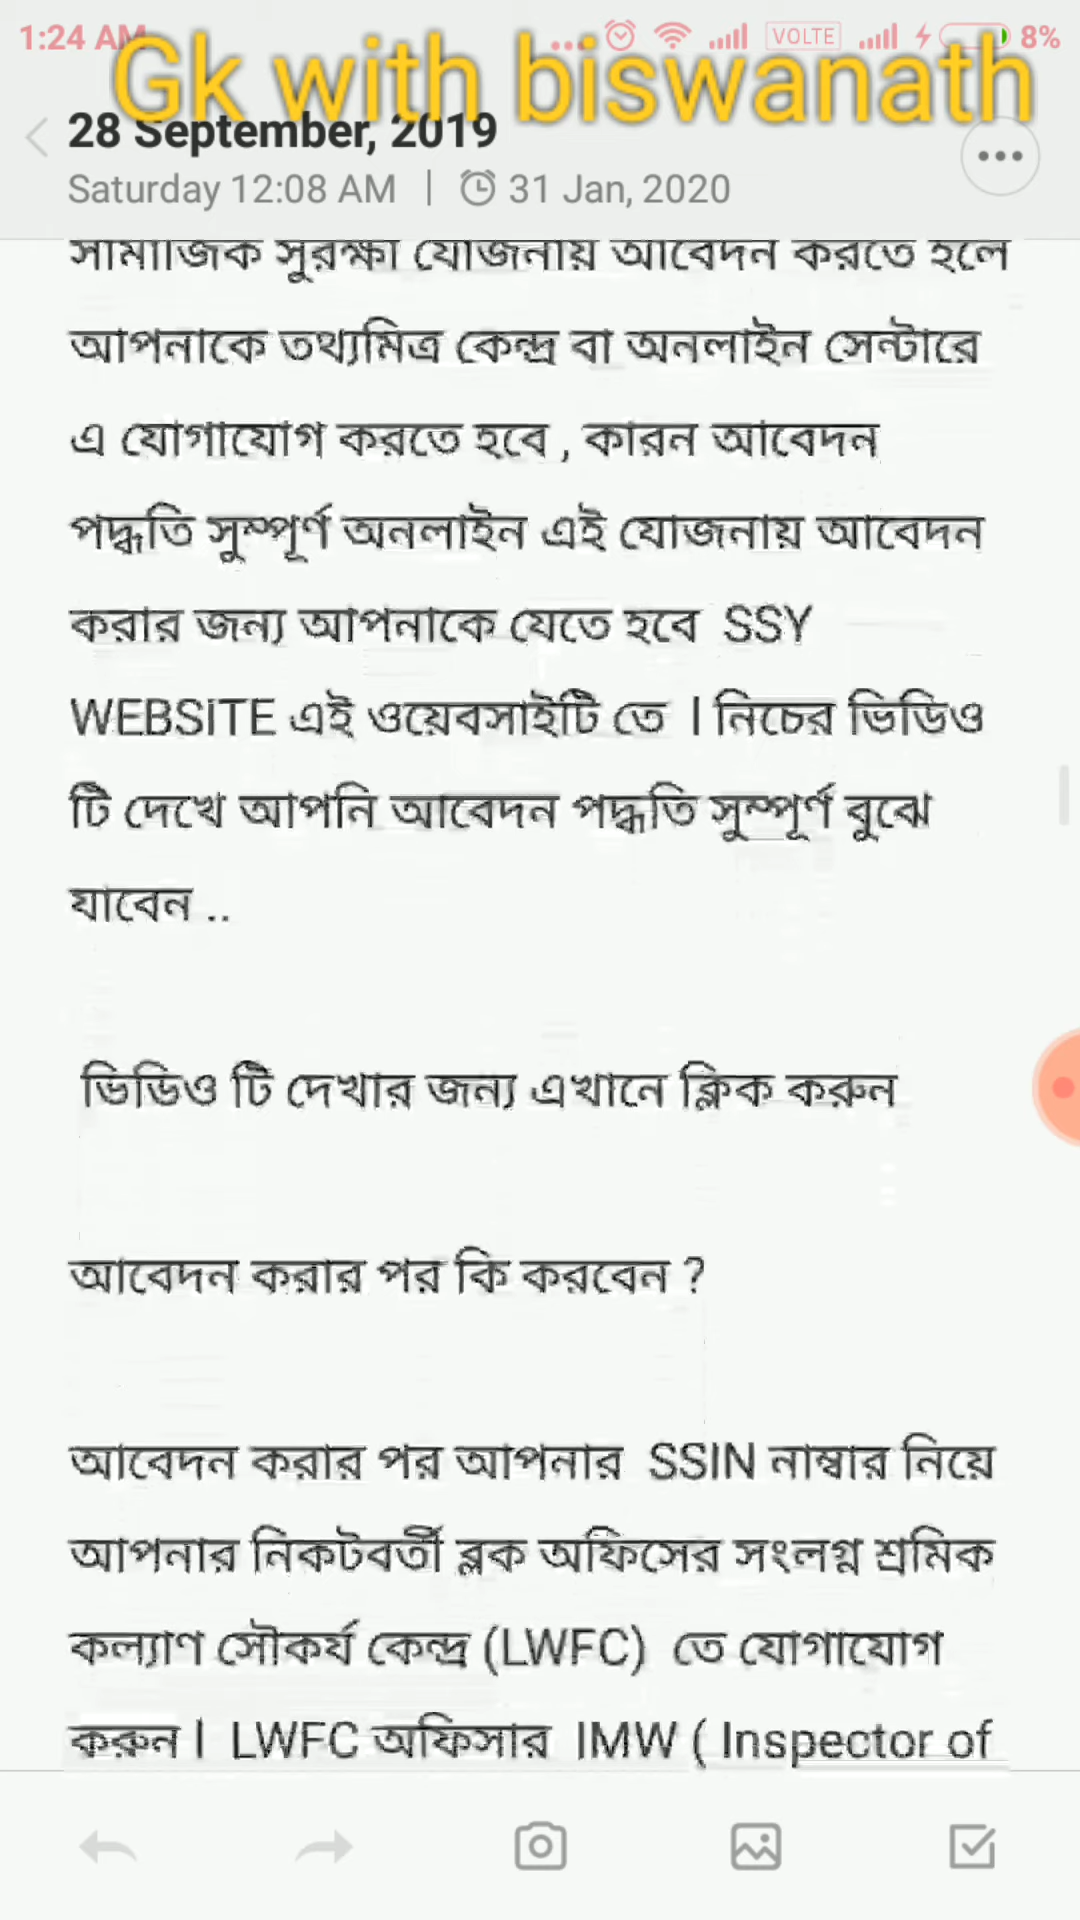 1:24 AM
VOLTE
8%
Gk with biswanath
28 September, 2019
Saturday 12:08 AM | 31 Jan, 2020
সামাজিক সুরক্ষা যোজনায় আবেদন করতে হলে
আপনাকে তথ্যমিত্র কেন্দ্র বা অনলাইন সেন্টারে
এ যোগাযোগ করতে হবে , কারন আবেদন
পদ্ধতি সুম্পূর্ণ অনলাইন এই যোজনায় আবেদন
করার জন্য আপনাকে যেতে হবে SSY
WEBSiTE এই ওয়েবসাইটি তে । নিচের ভিডিও
টি দেখে আপনি আবেদন পদ্ধতি সুম্পূর্ণ বুঝে
যাবেন ..
ভিডিও টি দেখার জন্য এখানে ক্লিক করুন
আবেদন করার পর কি করবেন ?
আবেদন করার পর আপনার SSIN নাম্বার নিয়ে
আপনার নিকটবর্তী ব্লক অফিসের সংলগ্ন শ্রমিক
কল্যাণ সৌকর্য কেন্দ্র (LWFC) তে যোগাযোগ
করুন। LWFC অফিসার IMW ( Inspector of